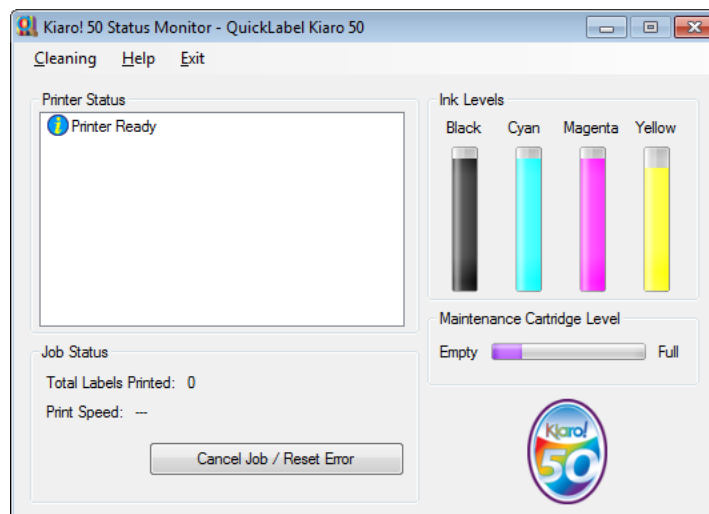 Kiaro! 50 Status Monitor - QuickLabel Kiaro 50
Cleaning Help Exit
Printer Status
Printer Ready
Ink Levels
Black Cyan Magenta Yellow
Maintenance Cartridge Level
Empty Full
Job Status
Total Labels Printed: 0
Print Speed: ---
Cancel Job / Reset Error
Kiaro!
50